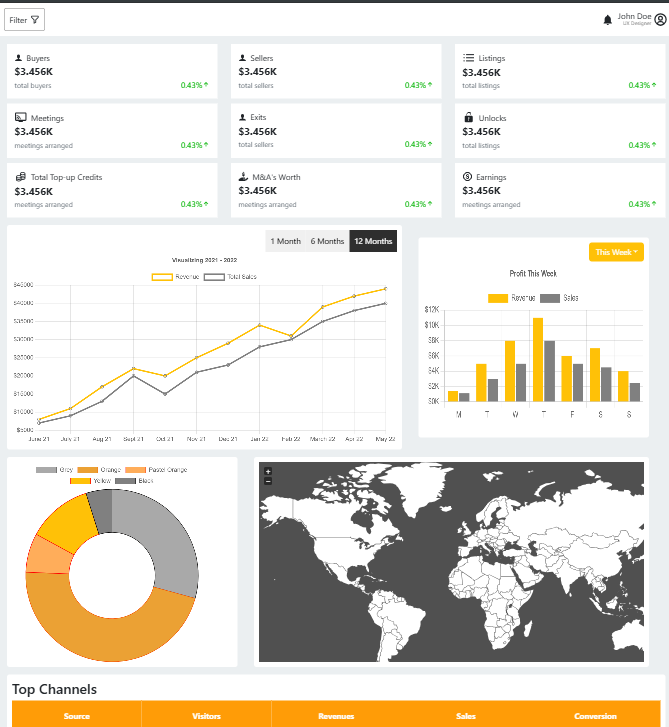 Filter
John Doe
UX Designer
Buyers
$3.456K
total buyers 0.43%
Sellers
$3.456K
total sellers 0.43%
Listings
$3.456K
total listings 0.43%
Meetings
$3.456K
meetings arranged 0.43%
Exits
$3.456K
total sellers 0.43%
Unlocks
$3.456K
total listings 0.43%
Total Top-up Credits
$3.456K
meetings arranged 0.43%
M&A's Worth
$3.456K
meetings arranged 0.43%
Earnings
$3.456K
meetings arranged 0.43%
1 Month 6 Months 12 Months
Visualizing 2021 - 2022
Revenue Total Sales
$45000
$40000
$35000
$30000
$25000
$20000
$15000
$10000
$5000
June 21 July 21 Aug 21 Sept 21 Oct 21 Nov 21 Dec 21 Jan 22 Feb 22 March 22 Apr 22 May 22
This Week
Profit This Week
Revenue Sales
$12K
$10K
$8K
$6K
$4K
$2K
$0K
M T W T F S S
Grey Orange Pastel Orange
Yellow Black
+
−
Top Channels
Source Visitors Revenues Sales Conversion